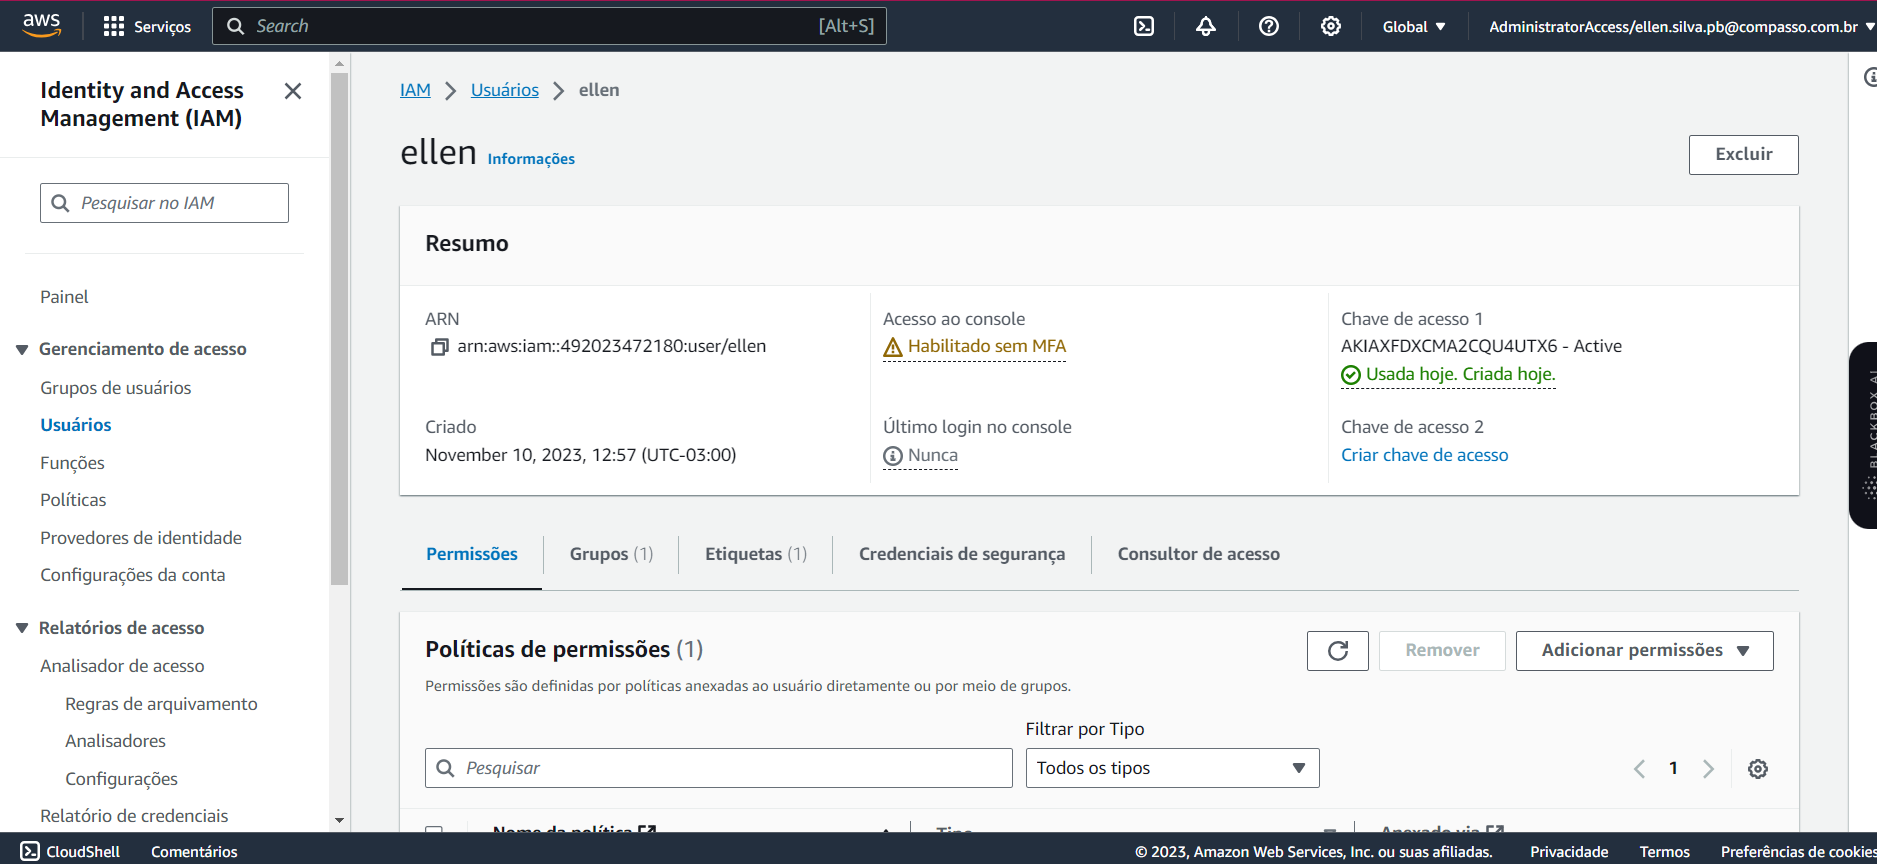 aws
Serviços
Search [Alt+S]
Global
AdministratorAccess/ellen.silva.pb@compasso.com.br
Identity and Access
Management (IAM)
Pesquisar no IAM
Painel
Gerenciamento de acesso
Grupos de usuários
Usuários
Funções
Políticas
Provedores de identidade
Configurações da conta
Relatórios de acesso
Analisador de acesso
Regras de arquivamento
Analisadores
Configurações
Relatório de credenciais
IAM > Usuários > ellen
ellen Informações
Excluir
Resumo
ARN
arn:aws:iam::492023472180:user/ellen
Criado
November 10, 2023, 12:57 (UTC-03:00)
Acesso ao console
Habilitado sem MFA
Último login no console
Nunca
Chave de acesso 1
AKIAXFDXCMA2CQU4UTX6 - Active
Usada hoje. Criada hoje.
Chave de acesso 2
Criar chave de acesso
Permissões
Grupos (1)
Etiquetas (1)
Credenciais de segurança
Consultor de acesso
Políticas de permissões (1)
Remover
Adicionar permissões
Permissões são definidas por políticas anexadas ao usuário diretamente ou por meio de grupos.
Filtrar por Tipo
Pesquisar
Todos os tipos
1
Nome da política
Tipo
Anexado via
BLACKBOX AI
CloudShell
Comentários
© 2023, Amazon Web Services, Inc. ou suas afiliadas.
Privacidade
Termos
Preferências de cookies